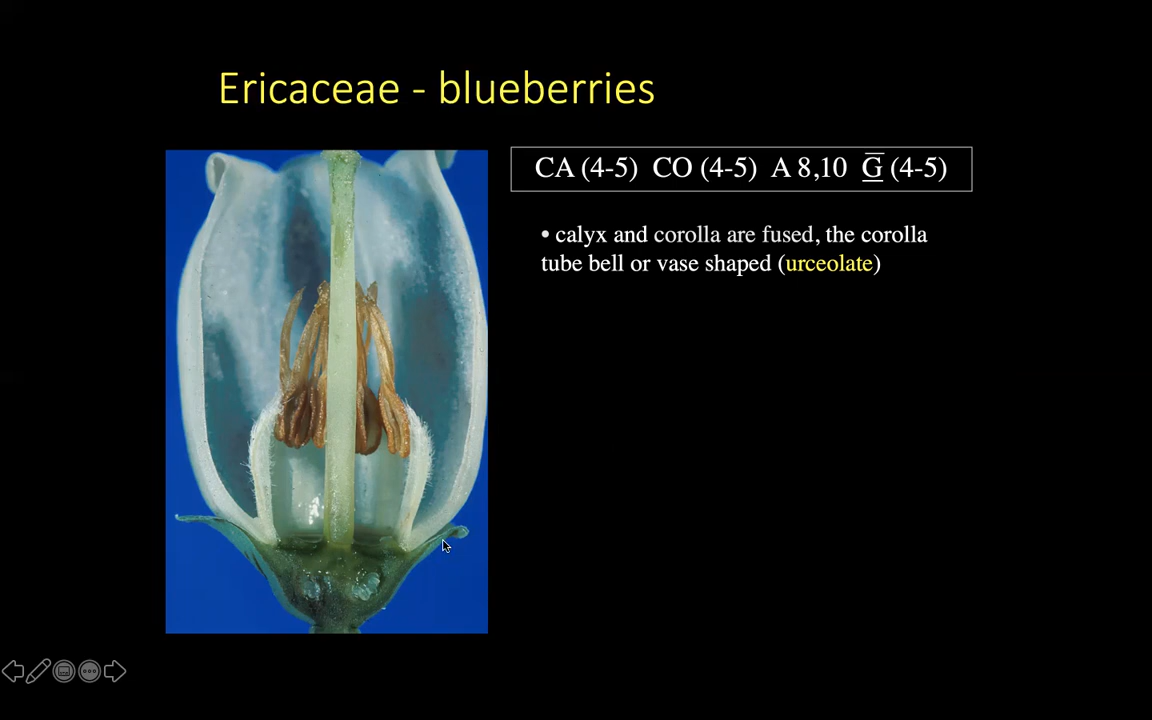 Ericaceae - blueberries
CA (4-5) CO (4-5) A 8,10 G̲̅ (4-5)
• calyx and corolla are fused, the corolla
tube bell or vase shaped (urceolate)